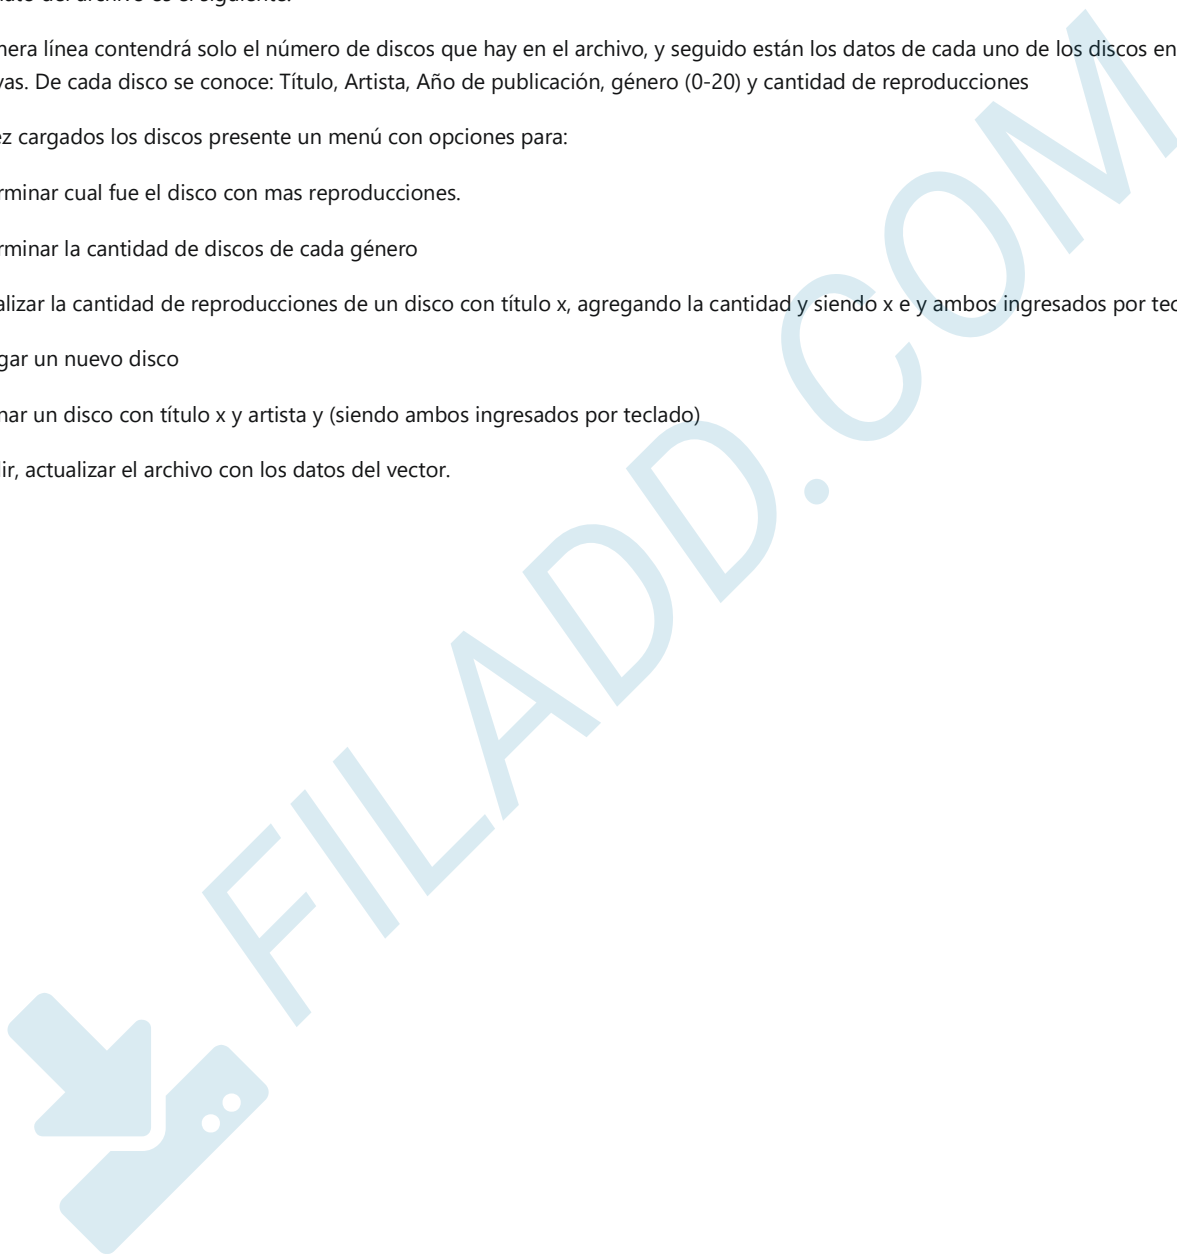 mato del archivo es el siguiente:
mera línea contendrá solo el número de discos que hay en el archivo, y seguido están los datos de cada uno de los discos en
vas. De cada disco se conoce: Título, Artista, Año de publicación, género (0-20) y cantidad de reproducciones
ez cargados los discos presente un menú con opciones para:
rminar cual fue el disco con mas reproducciones.
rminar la cantidad de discos de cada género
alizar la cantidad de reproducciones de un disco con título x, agregando la cantidad y siendo x e y ambos ingresados por tec
gar un nuevo disco
nar un disco con título x y artista y (siendo ambos ingresados por teclado)
ir, actualizar el archivo con los datos del vector.
FILADD.COM